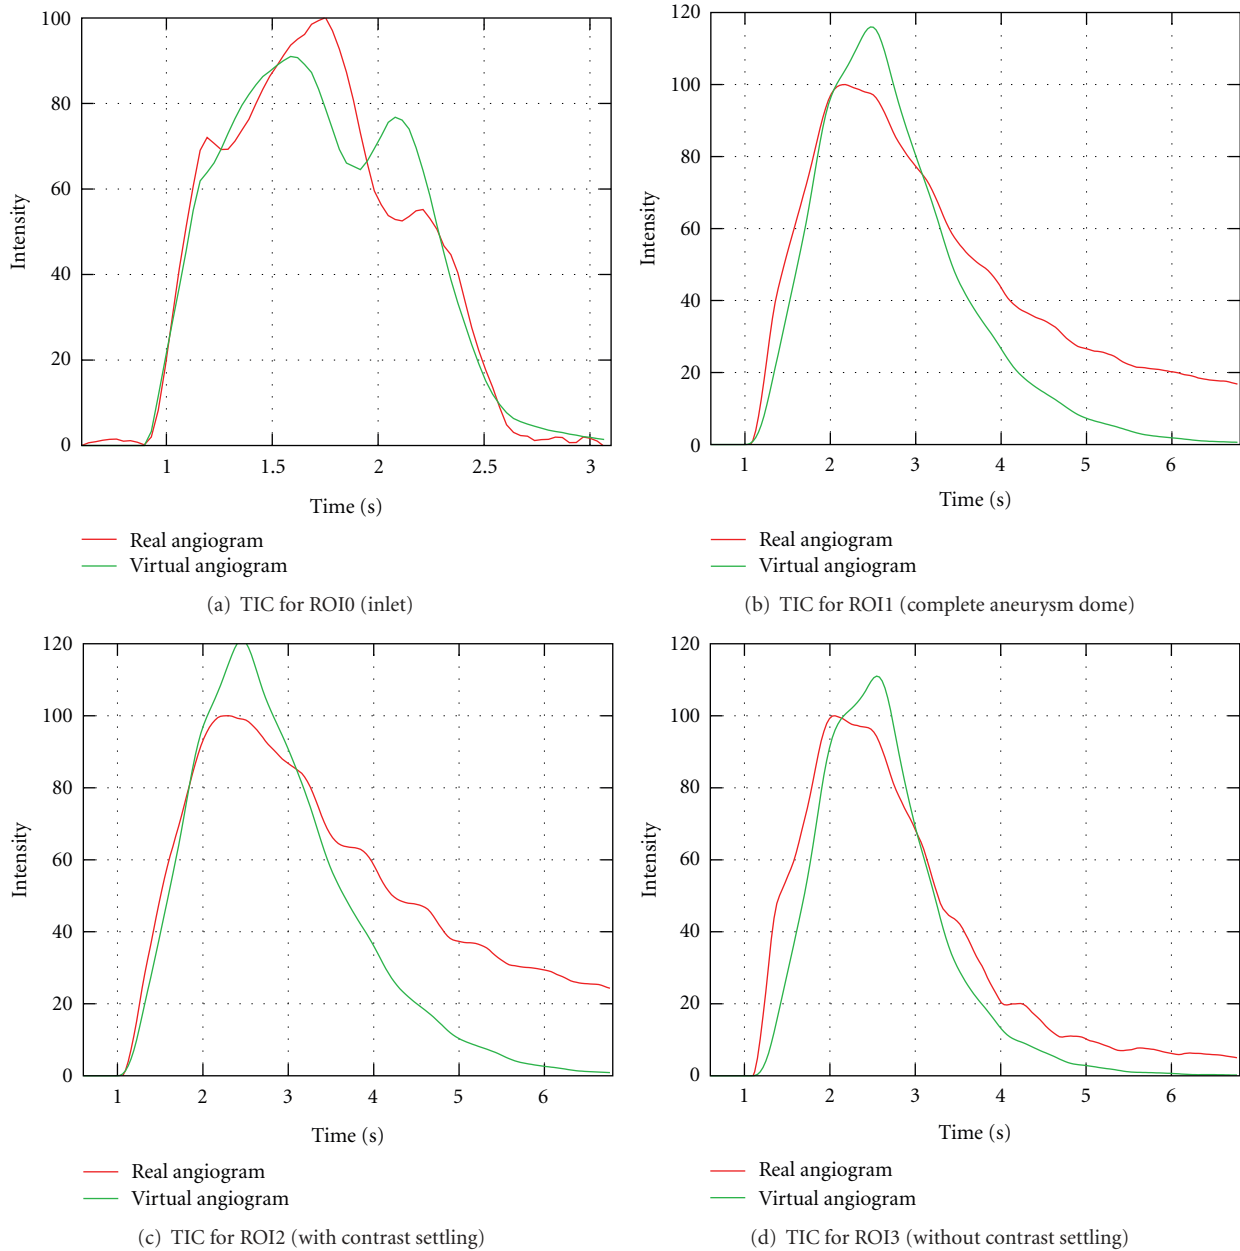 100
80
60
40
20
0
Intensity
1
1.5
2
2.5
3
Time (s)
Real angiogram
Virtual angiogram
(a) TIC for ROI0 (inlet)
120
100
80
60
40
20
0
Intensity
1
2
3
4
5
6
Time (s)
Real angiogram
Virtual angiogram
(b) TIC for ROI1 (complete aneurysm dome)
120
100
80
60
40
20
0
Intensity
1
2
3
4
5
6
Time (s)
Real angiogram
Virtual angiogram
(c) TIC for ROI2 (with contrast settling)
120
100
80
60
40
20
0
Intensity
1
2
3
4
5
6
Time (s)
Real angiogram
Virtual angiogram
(d) TIC for ROI3 (without contrast settling)